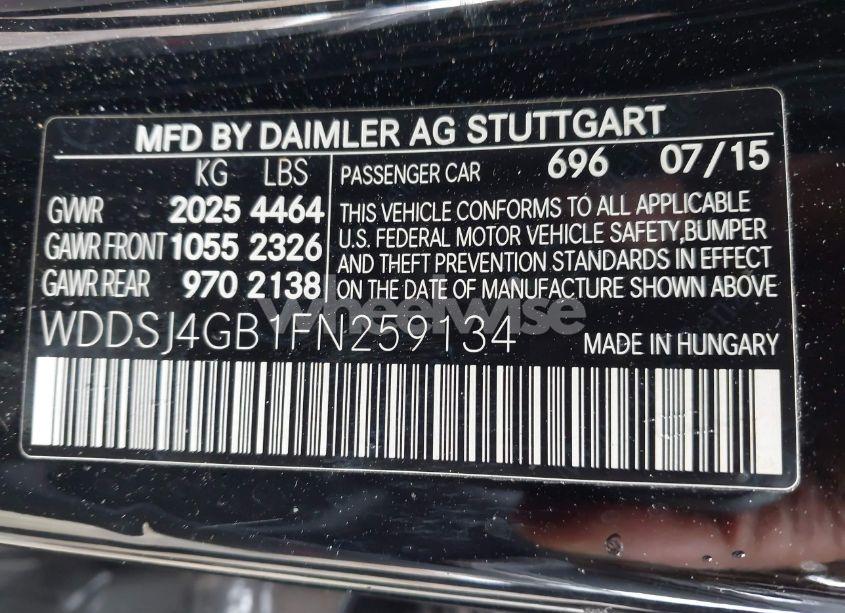 MFD BY DAIMLER AG STUTTGART
KG LBS
GVWR 2025 4464
GAWR FRONT 1055 2326
GAWR REAR 970 2138
PASSENGER CAR 696 07/15
THIS VEHICLE CONFORMS TO ALL APPLICABLE
U.S. FEDERAL MOTOR VEHICLE SAFETY,BUMPER
AND THEFT PREVENTION STANDARDS IN EFFECT
ON THE DATE OF MANUFACTURE SHOWN ABOVE
WDDSJ4GB1FN259134
MADE IN HUNGARY
wheelwise